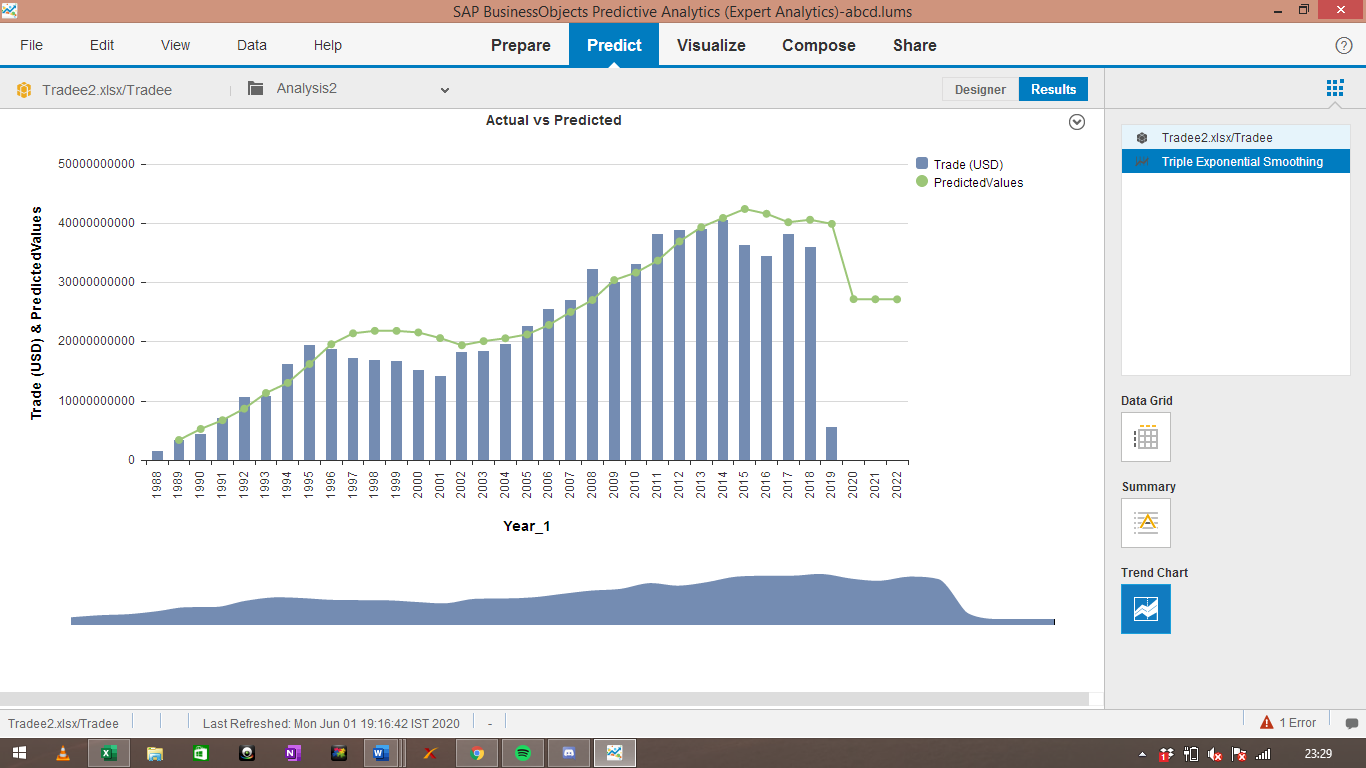 SAP BusinessObjects Predictive Analytics (Expert Analytics)-abcd.lums
File Edit View Data Help Prepare Predict Visualize Compose Share ?
Tradee2.xlsx/Tradee Analysis2 Designer Results
Actual vs Predicted
Trade (USD)
PredictedValues
Trade (USD) & PredictedValues
50000000000
40000000000
30000000000
20000000000
10000000000
0
1988 1989 1990 1991 1992 1993 1994 1995 1996 1997 1998 1999 2000 2001 2002 2003 2004 2005 2006 2007 2008 2009 2010 2011 2012 2013 2014 2015 2016 2017 2018 2019 2020 2021 2022
Year_1
Tradee2.xlsx/Tradee
Triple Exponential Smoothing
Data Grid
Summary
Trend Chart
Tradee2.xlsx/Tradee Last Refreshed: Mon Jun 01 19:16:42 IST 2020 - 1 Error
23:29